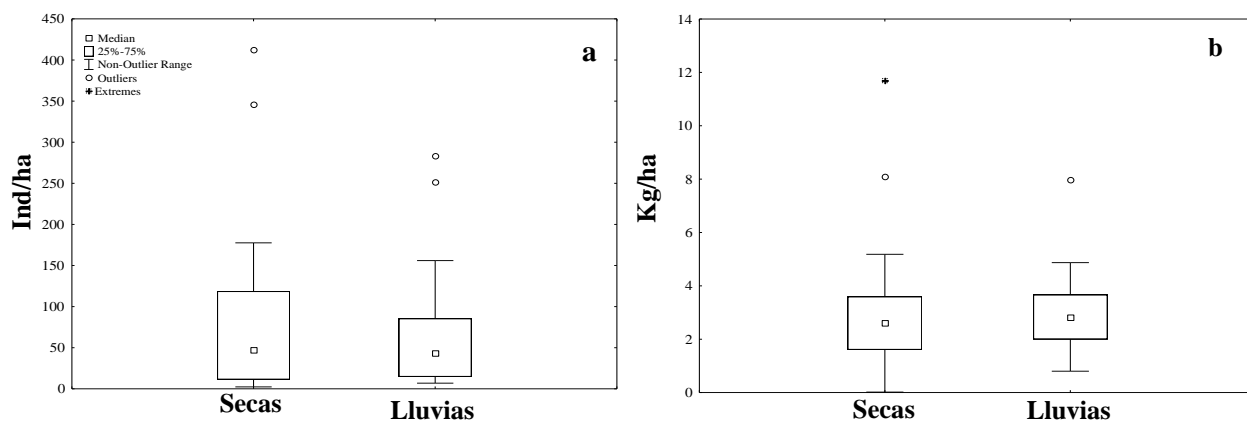 450
400
350
300
250
200
150
100
50
0
Ind/ha
Median
25%-75%
Non-Outlier Range
Outliers
Extremes
a
Secas
Lluvias
14
12
10
8
6
4
2
0
Kg/ha
b
Secas
Lluvias